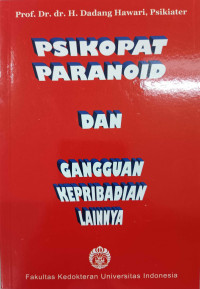 Prof. Dr. dr. H. Dadang Hawari, Psikiater
PSIKOPAT
PARANOID
DAN
GANGGUAN
KEPRIBADIAN
LAINNYA
Fakultas Kedokteran Universitas Indonesia